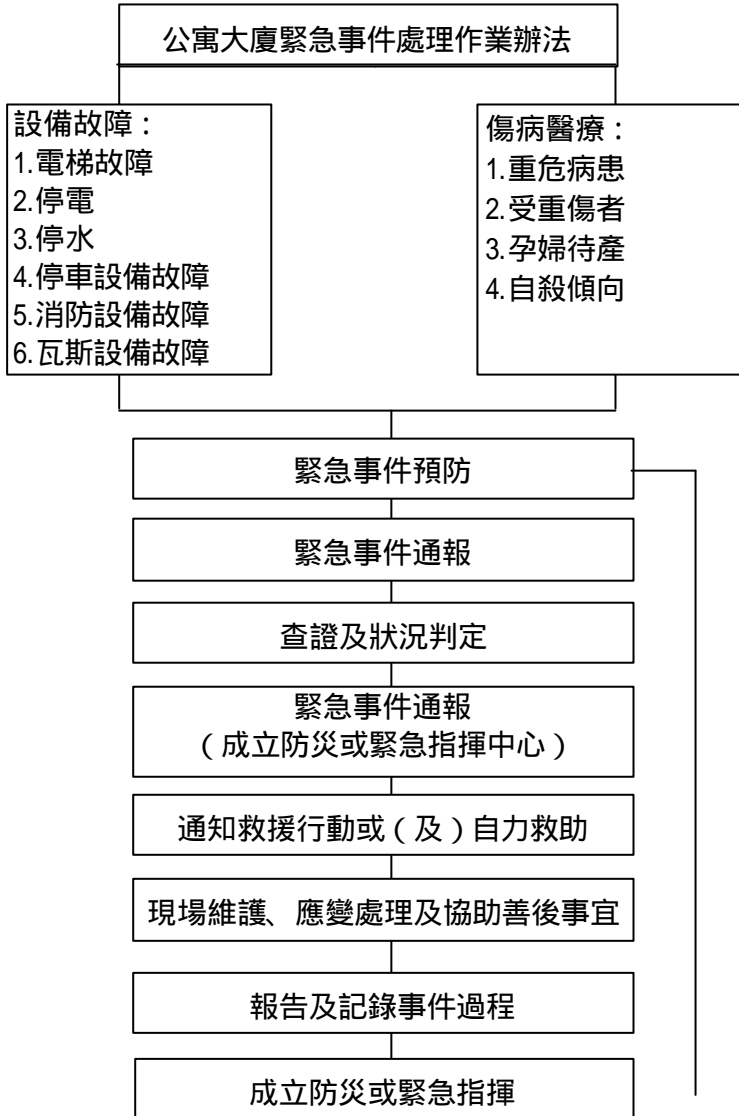 公寓大廈緊急事件處理作業辦法
設備故障：
1.電梯故障
2.停電
3.停水
4.停車設備故障
5.消防設備故障
6.瓦斯設備故障
傷病醫療：
1.重危病患
2.受重傷者
3.孕婦待產
4.自殺傾向
緊急事件預防
緊急事件通報
查證及狀況判定
緊急事件通報
（成立防災或緊急指揮中心）
通知救援行動或（及）自力救助
現場維護、應變處理及協助善後事宜
報告及記錄事件過程
成立防災或緊急指揮